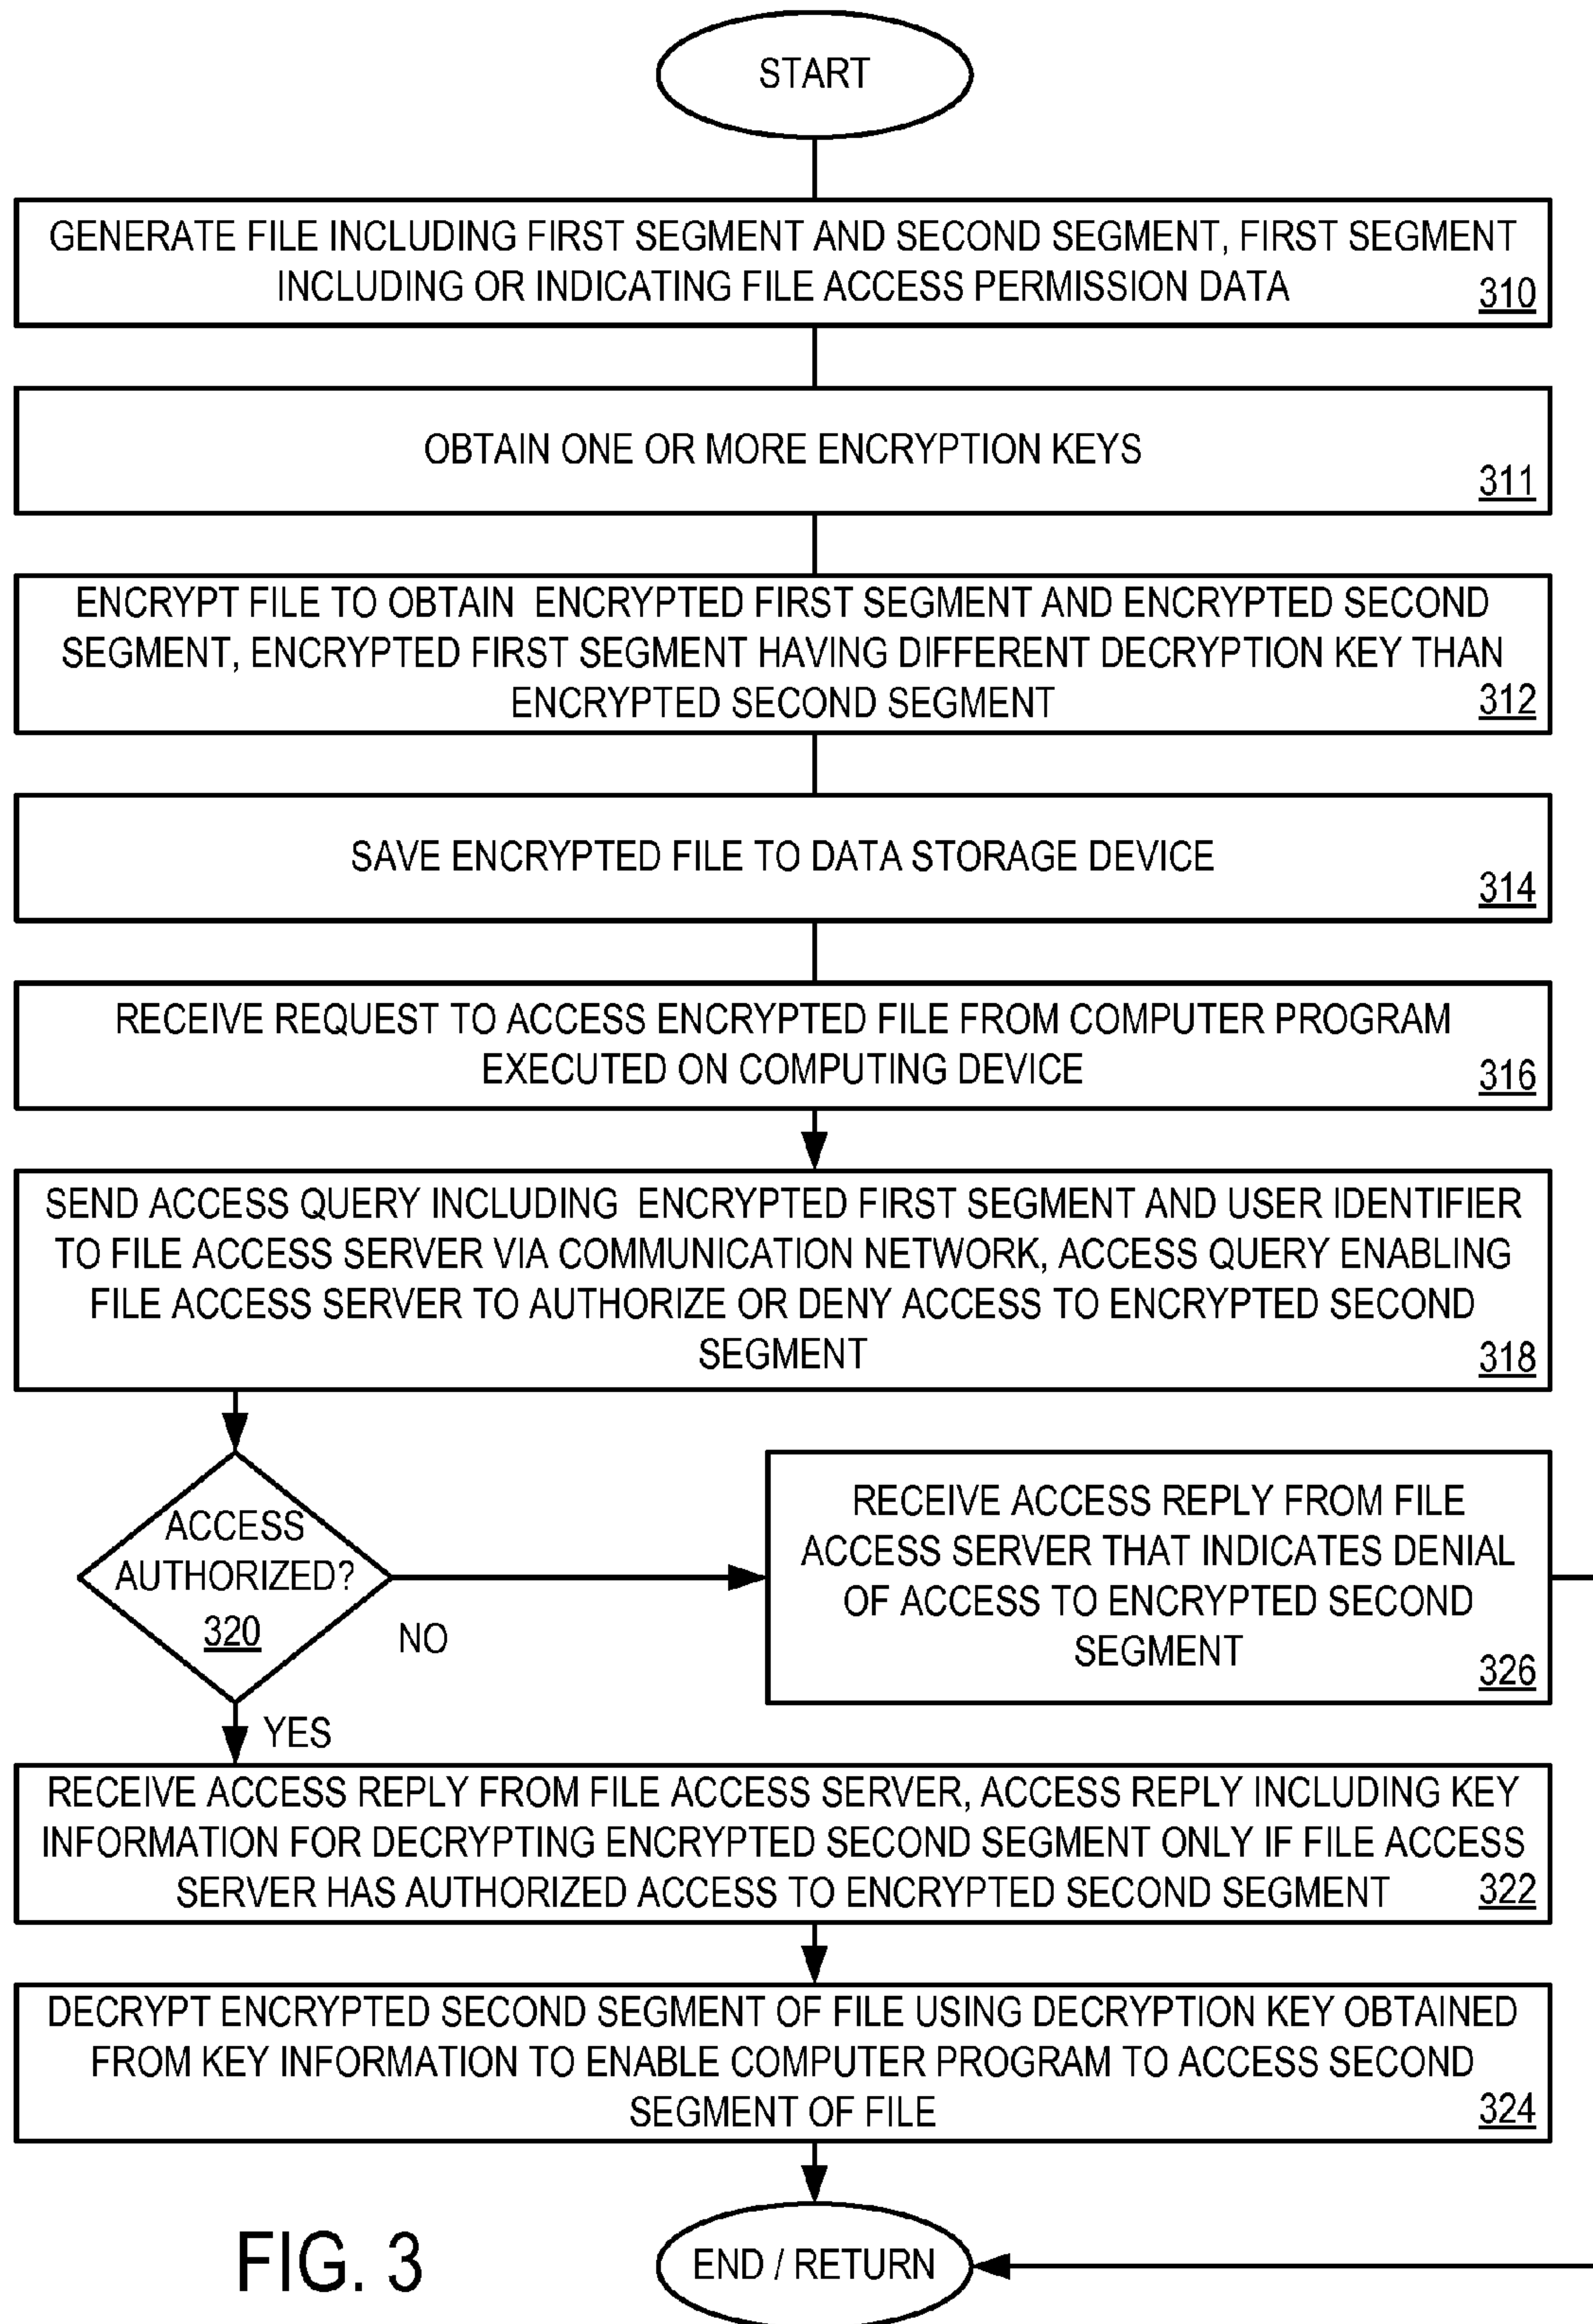 START
GENERATE FILE INCLUDING FIRST SEGMENT AND SECOND SEGMENT, FIRST SEGMENT
INCLUDING OR INDICATING FILE ACCESS PERMISSION DATA
310
OBTAIN ONE OR MORE ENCRYPTION KEYS
311
ENCRYPT FILE TO OBTAIN ENCRYPTED FIRST SEGMENT AND ENCRYPTED SECOND
SEGMENT, ENCRYPTED FIRST SEGMENT HAVING DIFFERENT DECRYPTION KEY THAN
ENCRYPTED SECOND SEGMENT
312
SAVE ENCRYPTED FILE TO DATA STORAGE DEVICE
314
RECEIVE REQUEST TO ACCESS ENCRYPTED FILE FROM COMPUTER PROGRAM
EXECUTED ON COMPUTING DEVICE
316
SEND ACCESS QUERY INCLUDING ENCRYPTED FIRST SEGMENT AND USER IDENTIFIER
TO FILE ACCESS SERVER VIA COMMUNICATION NETWORK, ACCESS QUERY ENABLING
FILE ACCESS SERVER TO AUTHORIZE OR DENY ACCESS TO ENCRYPTED SECOND
SEGMENT
318
ACCESS
AUTHORIZED?
320
NO
RECEIVE ACCESS REPLY FROM FILE
ACCESS SERVER THAT INDICATES DENIAL
OF ACCESS TO ENCRYPTED SECOND
SEGMENT
326
YES
RECEIVE ACCESS REPLY FROM FILE ACCESS SERVER, ACCESS REPLY INCLUDING KEY
INFORMATION FOR DECRYPTING ENCRYPTED SECOND SEGMENT ONLY IF FILE ACCESS
SERVER HAS AUTHORIZED ACCESS TO ENCRYPTED SECOND SEGMENT
322
DECRYPT ENCRYPTED SECOND SEGMENT OF FILE USING DECRYPTION KEY OBTAINED
FROM KEY INFORMATION TO ENABLE COMPUTER PROGRAM TO ACCESS SECOND
SEGMENT OF FILE
324
FIG. 3
END / RETURN